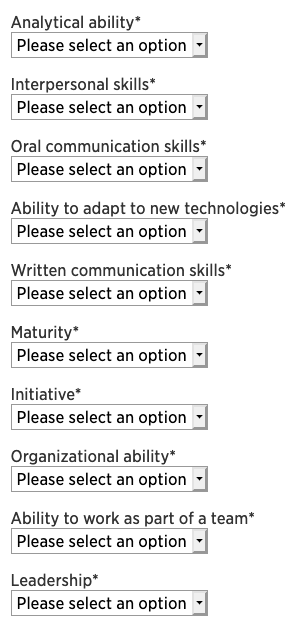 Analytical ability*
Please select an option
Interpersonal skills*
Please select an option
Oral communication skills*
Please select an option
Ability to adapt to new technologies*
Please select an option
Written communication skills*
Please select an option
Maturity*
Please select an option
Initiative*
Please select an option
Organizational ability*
Please select an option
Ability to work as part of a team*
Please select an option
Leadership*
Please select an option